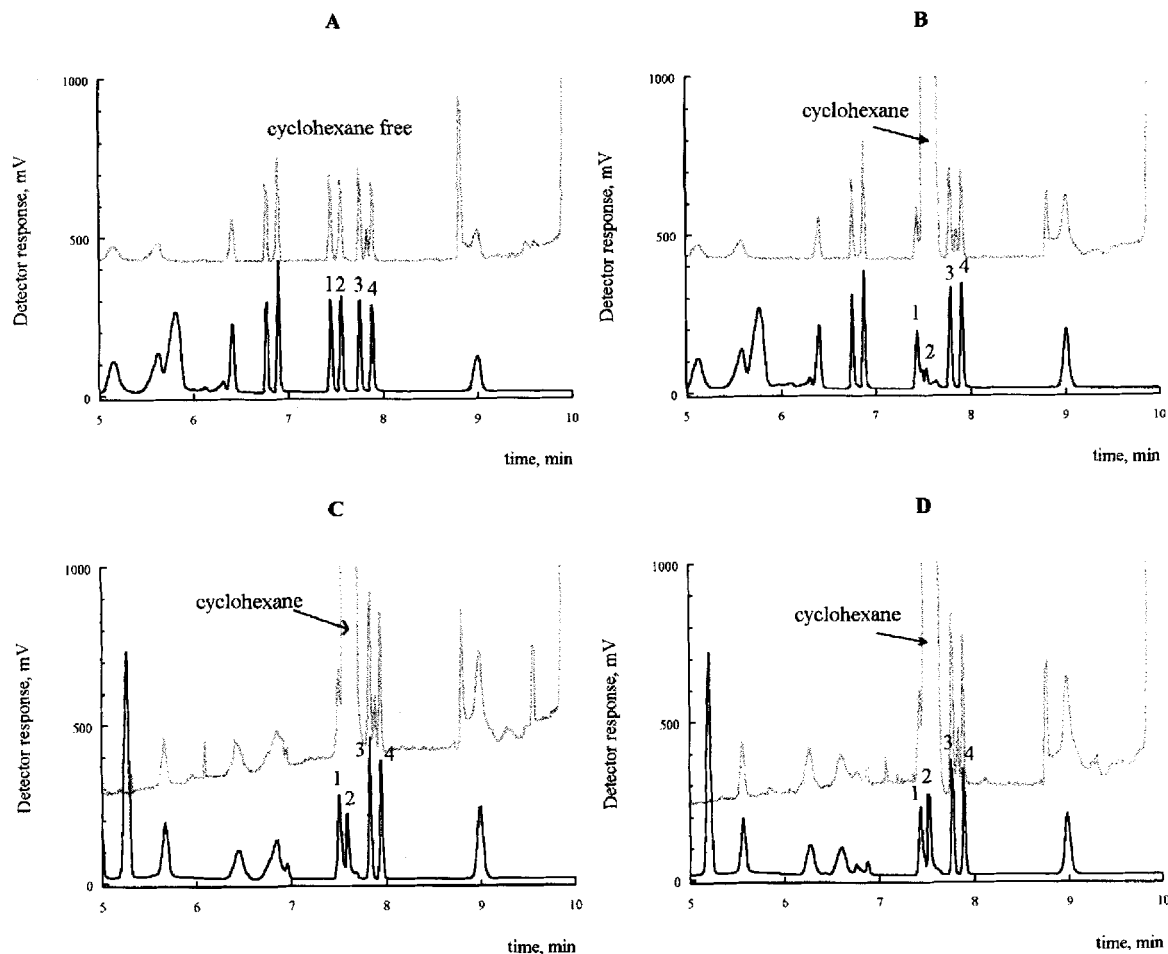 A
1000
cyclohexane free
Detector response, mV
500
12 3 4
0
5 6 7 8 9 10
time, min
B
1000
cyclohexane
Detector response, mV
500
1 2 3 4
0
5 6 7 8 9 10
time, min
C
1000
cyclohexane
Detector response, mV
500
1 2 3 4
0
5 6 7 8 9 10
time, min
D
1000
cyclohexane
Detector response, mV
500
1 2 3 4
0
5 6 7 8 9 10
time, min